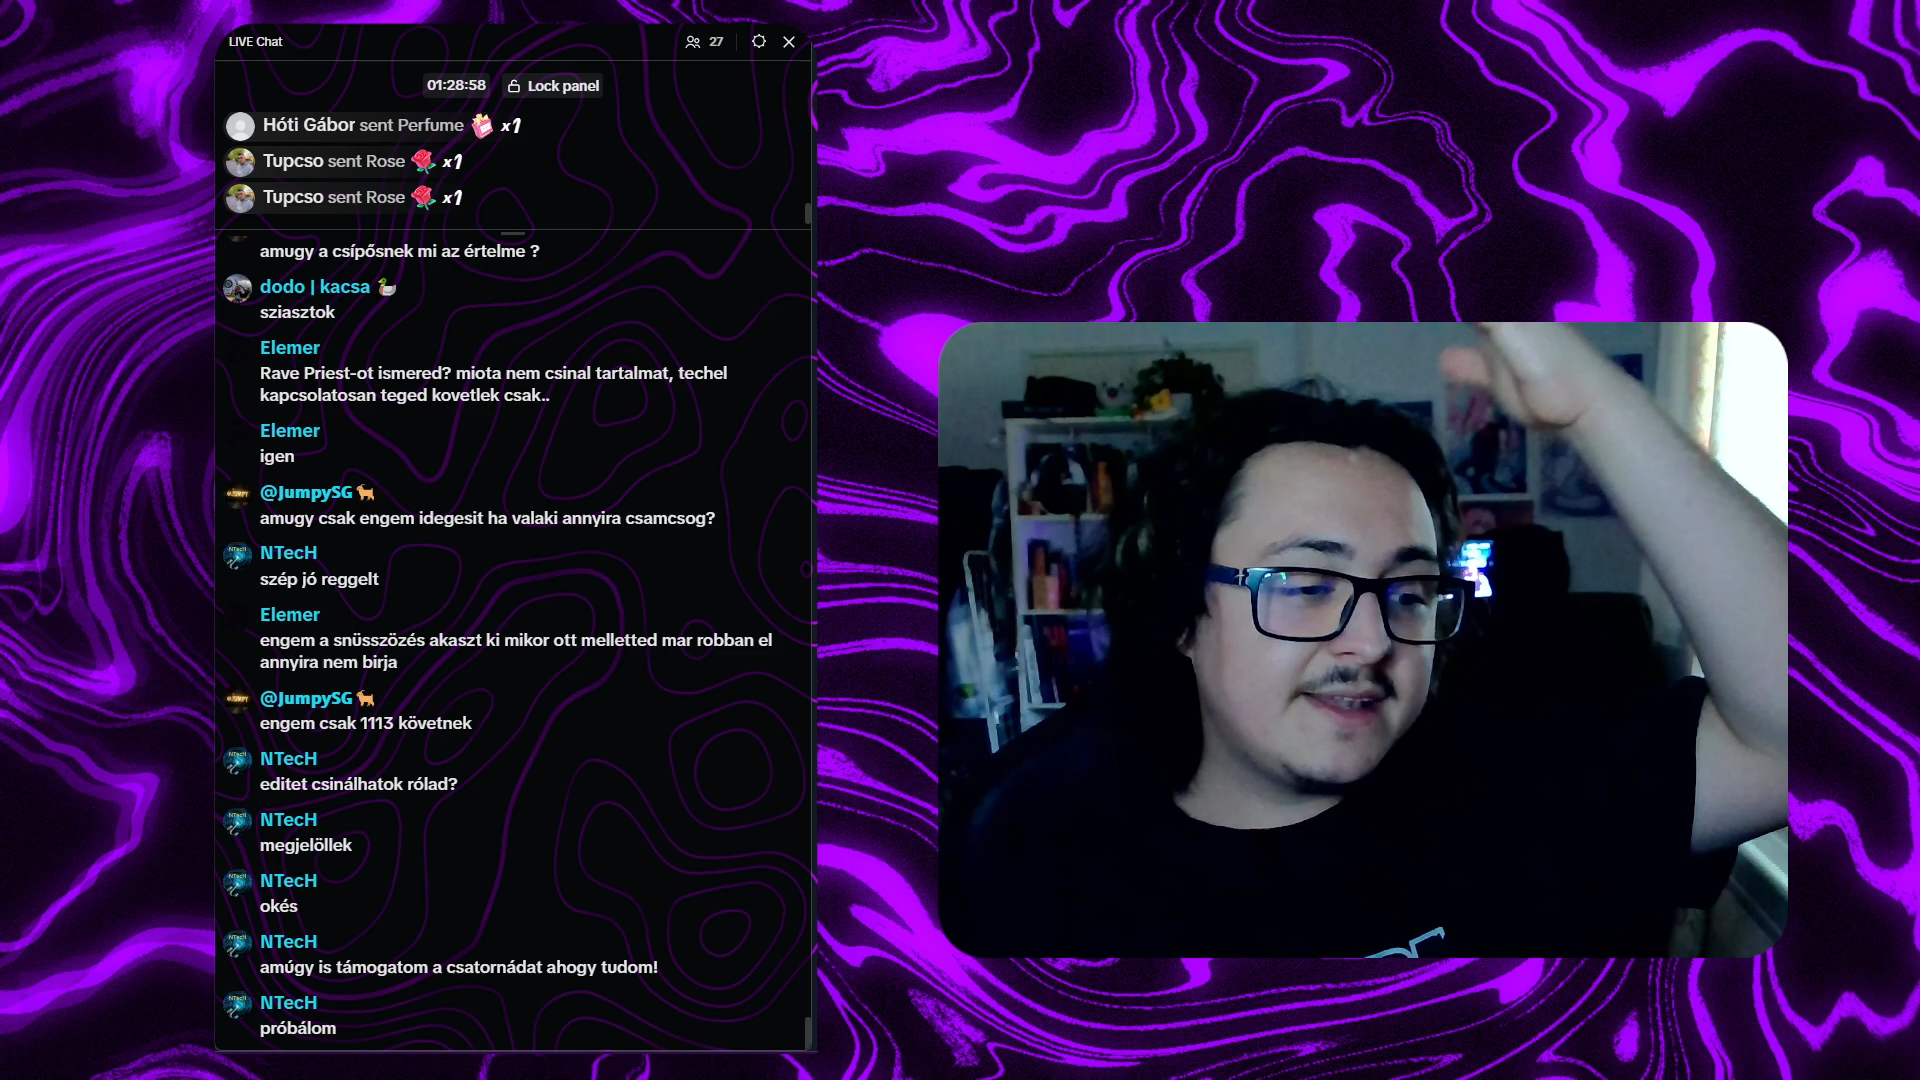 LIVE Chat
27
01:28:58
Lock panel
Hóti Gábor sent Perfume x1
Tupcso sent Rose x1
Tupcso sent Rose x1
amugy a csípősnek mi az értelme ?
dodo | kacsa
sziasztok
Elemer
Rave Priest-ot ismered? miota nem csinal tartalmat, techel
kapcsolatosan teged kovetlek csak..
Elemer
igen
@JumpySG
amugy csak engem idegesit ha valaki annyira csamcsog?
NTecH
szép jó reggelt
Elemer
engem a snüsszözés akaszt ki mikor ott melletted mar robban el
annyira nem birja
@JumpySG
engem csak 1113 követnek
NTecH
editet csinálhatok rólad?
NTecH
megjelöllek
NTecH
okés
NTecH
amúgy is támogatom a csatornádat ahogy tudom!
NTecH
próbálom